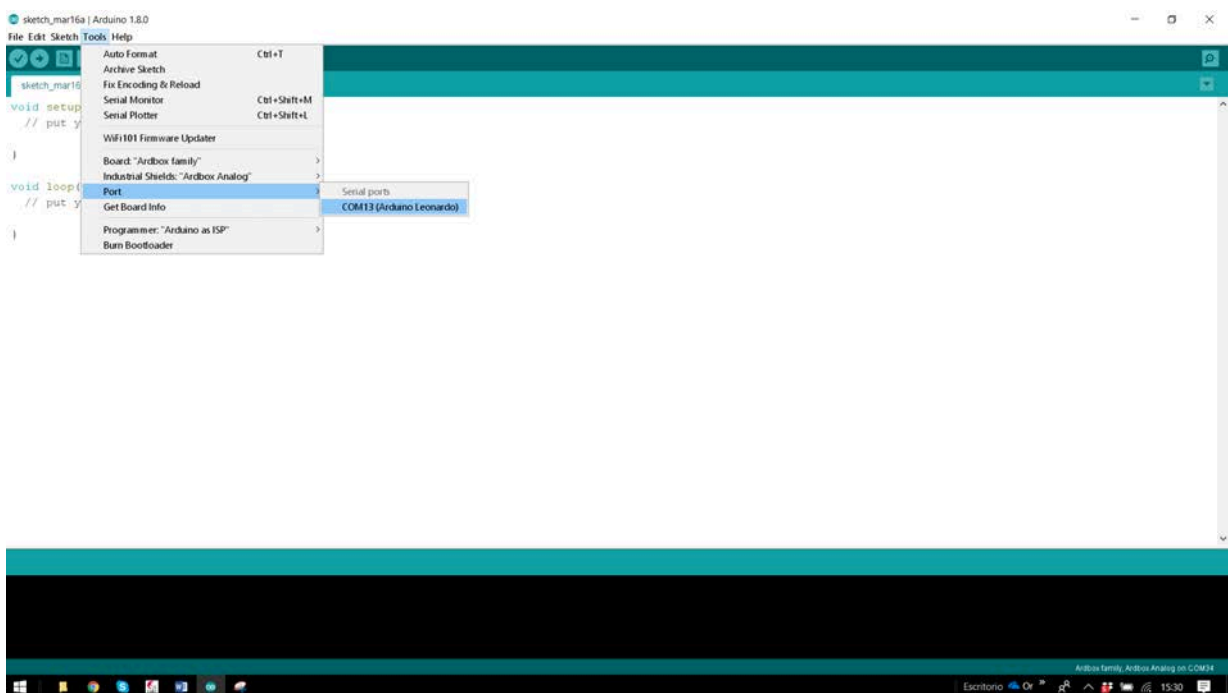 sketch_mar16a | Arduino 1.8.0
File Edit Sketch Tools Help
sketch_mar16
Auto Format Ctrl+T
Archive Sketch
Fix Encoding & Reload
Serial Monitor Ctrl+Shift+M
Serial Plotter Ctrl+Shift+L
WiFi101 Firmware Updater
Board: "Ardbox family"
Industrial Shields: "Ardbox Analog"
Port
Get Board Info
Programmer: "Arduino as ISP"
Burn Bootloader
Serial ports
COM13 (Arduino Leonardo)
void setup
// put y
}
void loop(
// put y
}
Ardbox family, Ardbox Analog on COM34
Escritorio Or » 15:30